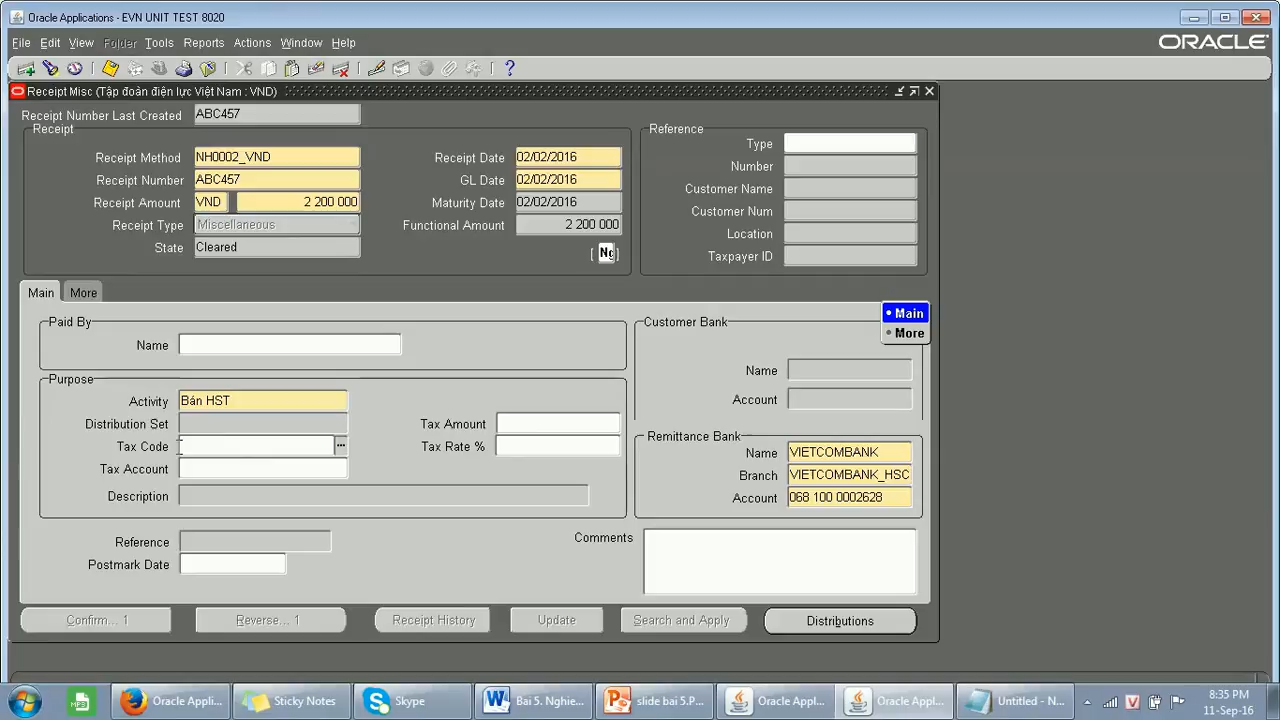 Oracle Applications - EVN UNIT TEST 8020
File Edit View Folder Tools Reports Actions Window Help
ORACLE
Receipt Misc (Tập đoàn điện lực Việt Nam : VND)
Receipt Number Last Created ABC457
Receipt
Reference
Receipt Method NH0002_VND
Receipt Date 02/02/2016
Type
Receipt Number ABC457
GL Date 02/02/2016
Number
Receipt Amount VND 2 200 000
Maturity Date 02/02/2016
Customer Name
Receipt Type Miscellaneous
Functional Amount 2 200 000
Customer Num
State Cleared
Location
[ ]
Taxpayer ID
Main More
Main
More
Paid By
Name
Customer Bank
Name
Account
Purpose
Activity Bán HST
Distribution Set
Tax Amount
Tax Code
Tax Rate %
Tax Account
Description
Remittance Bank
Name VIETCOMBANK
Branch VIETCOMBANK_HSC
Account 068 100 0002628
Reference
Postmark Date
Comments
Confirm... 1 Reverse... 1 Receipt History Update Search and Apply Distributions
MP3
Oracle Appli...
Sticky Notes
Skype
Bai 5. Nghie...
slide bai 5.P...
Oracle Appl...
Oracle Appl...
Untitled - N...
V
8:35 PM
11-Sep-16